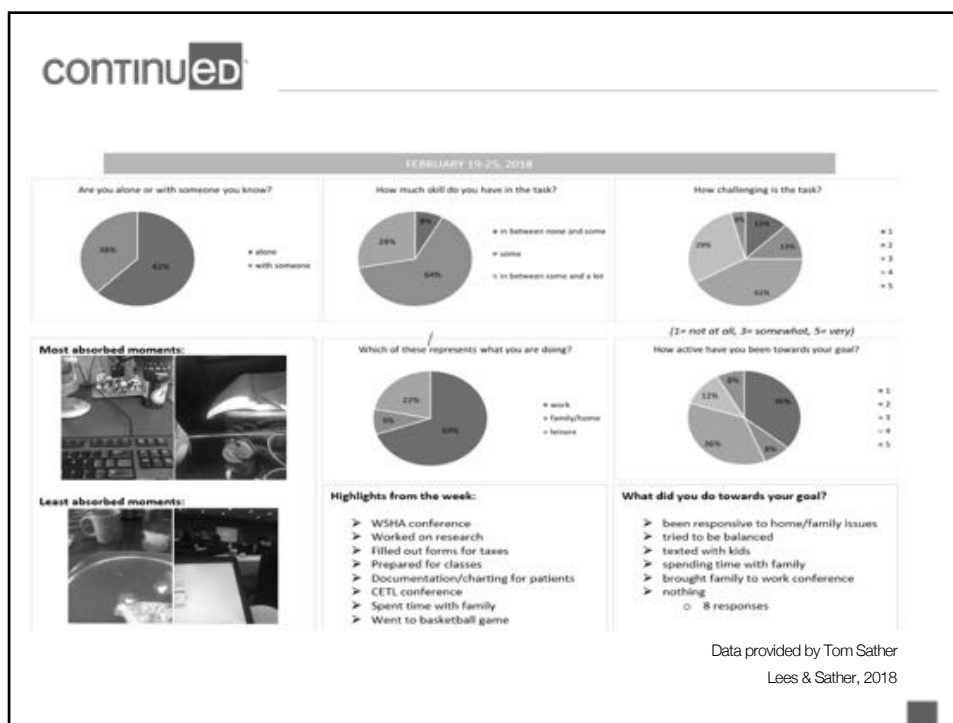 continued
FEBRUARY 19-25, 2018
Are you alone or with someone you know?
38%
62%
alone
with someone
How much skill do you have in the task?
8%
28%
64%
in between none and some
some
in between some and a lot
How challenging is the task?
12%
29%
13%
1
2
3
4
5
(1= not at all, 3= somewhat, 5= very)
Most absorbed moments:
Which of these represents what you are doing?
22%
9%
69%
work
family/home
leisure
How active have you been towards your goal?
8%
12%
36%
36%
8%
1
2
3
4
5
Least absorbed moments:
Highlights from the week:
➢ WSHA conference
➢ Worked on research
➢ Filled out forms for taxes
➢ Prepared for classes
➢ Documentation/charting for patients
➢ CETL conference
➢ Spent time with family
➢ Went to basketball game
What did you do towards your goal?
➢ been responsive to home/family issues
➢ tried to be balanced
➢ texted with kids
➢ spending time with family
➢ brought family to work conference
➢ nothing
○ 8 responses
Data provided by Tom Sather
Lees & Sather, 2018